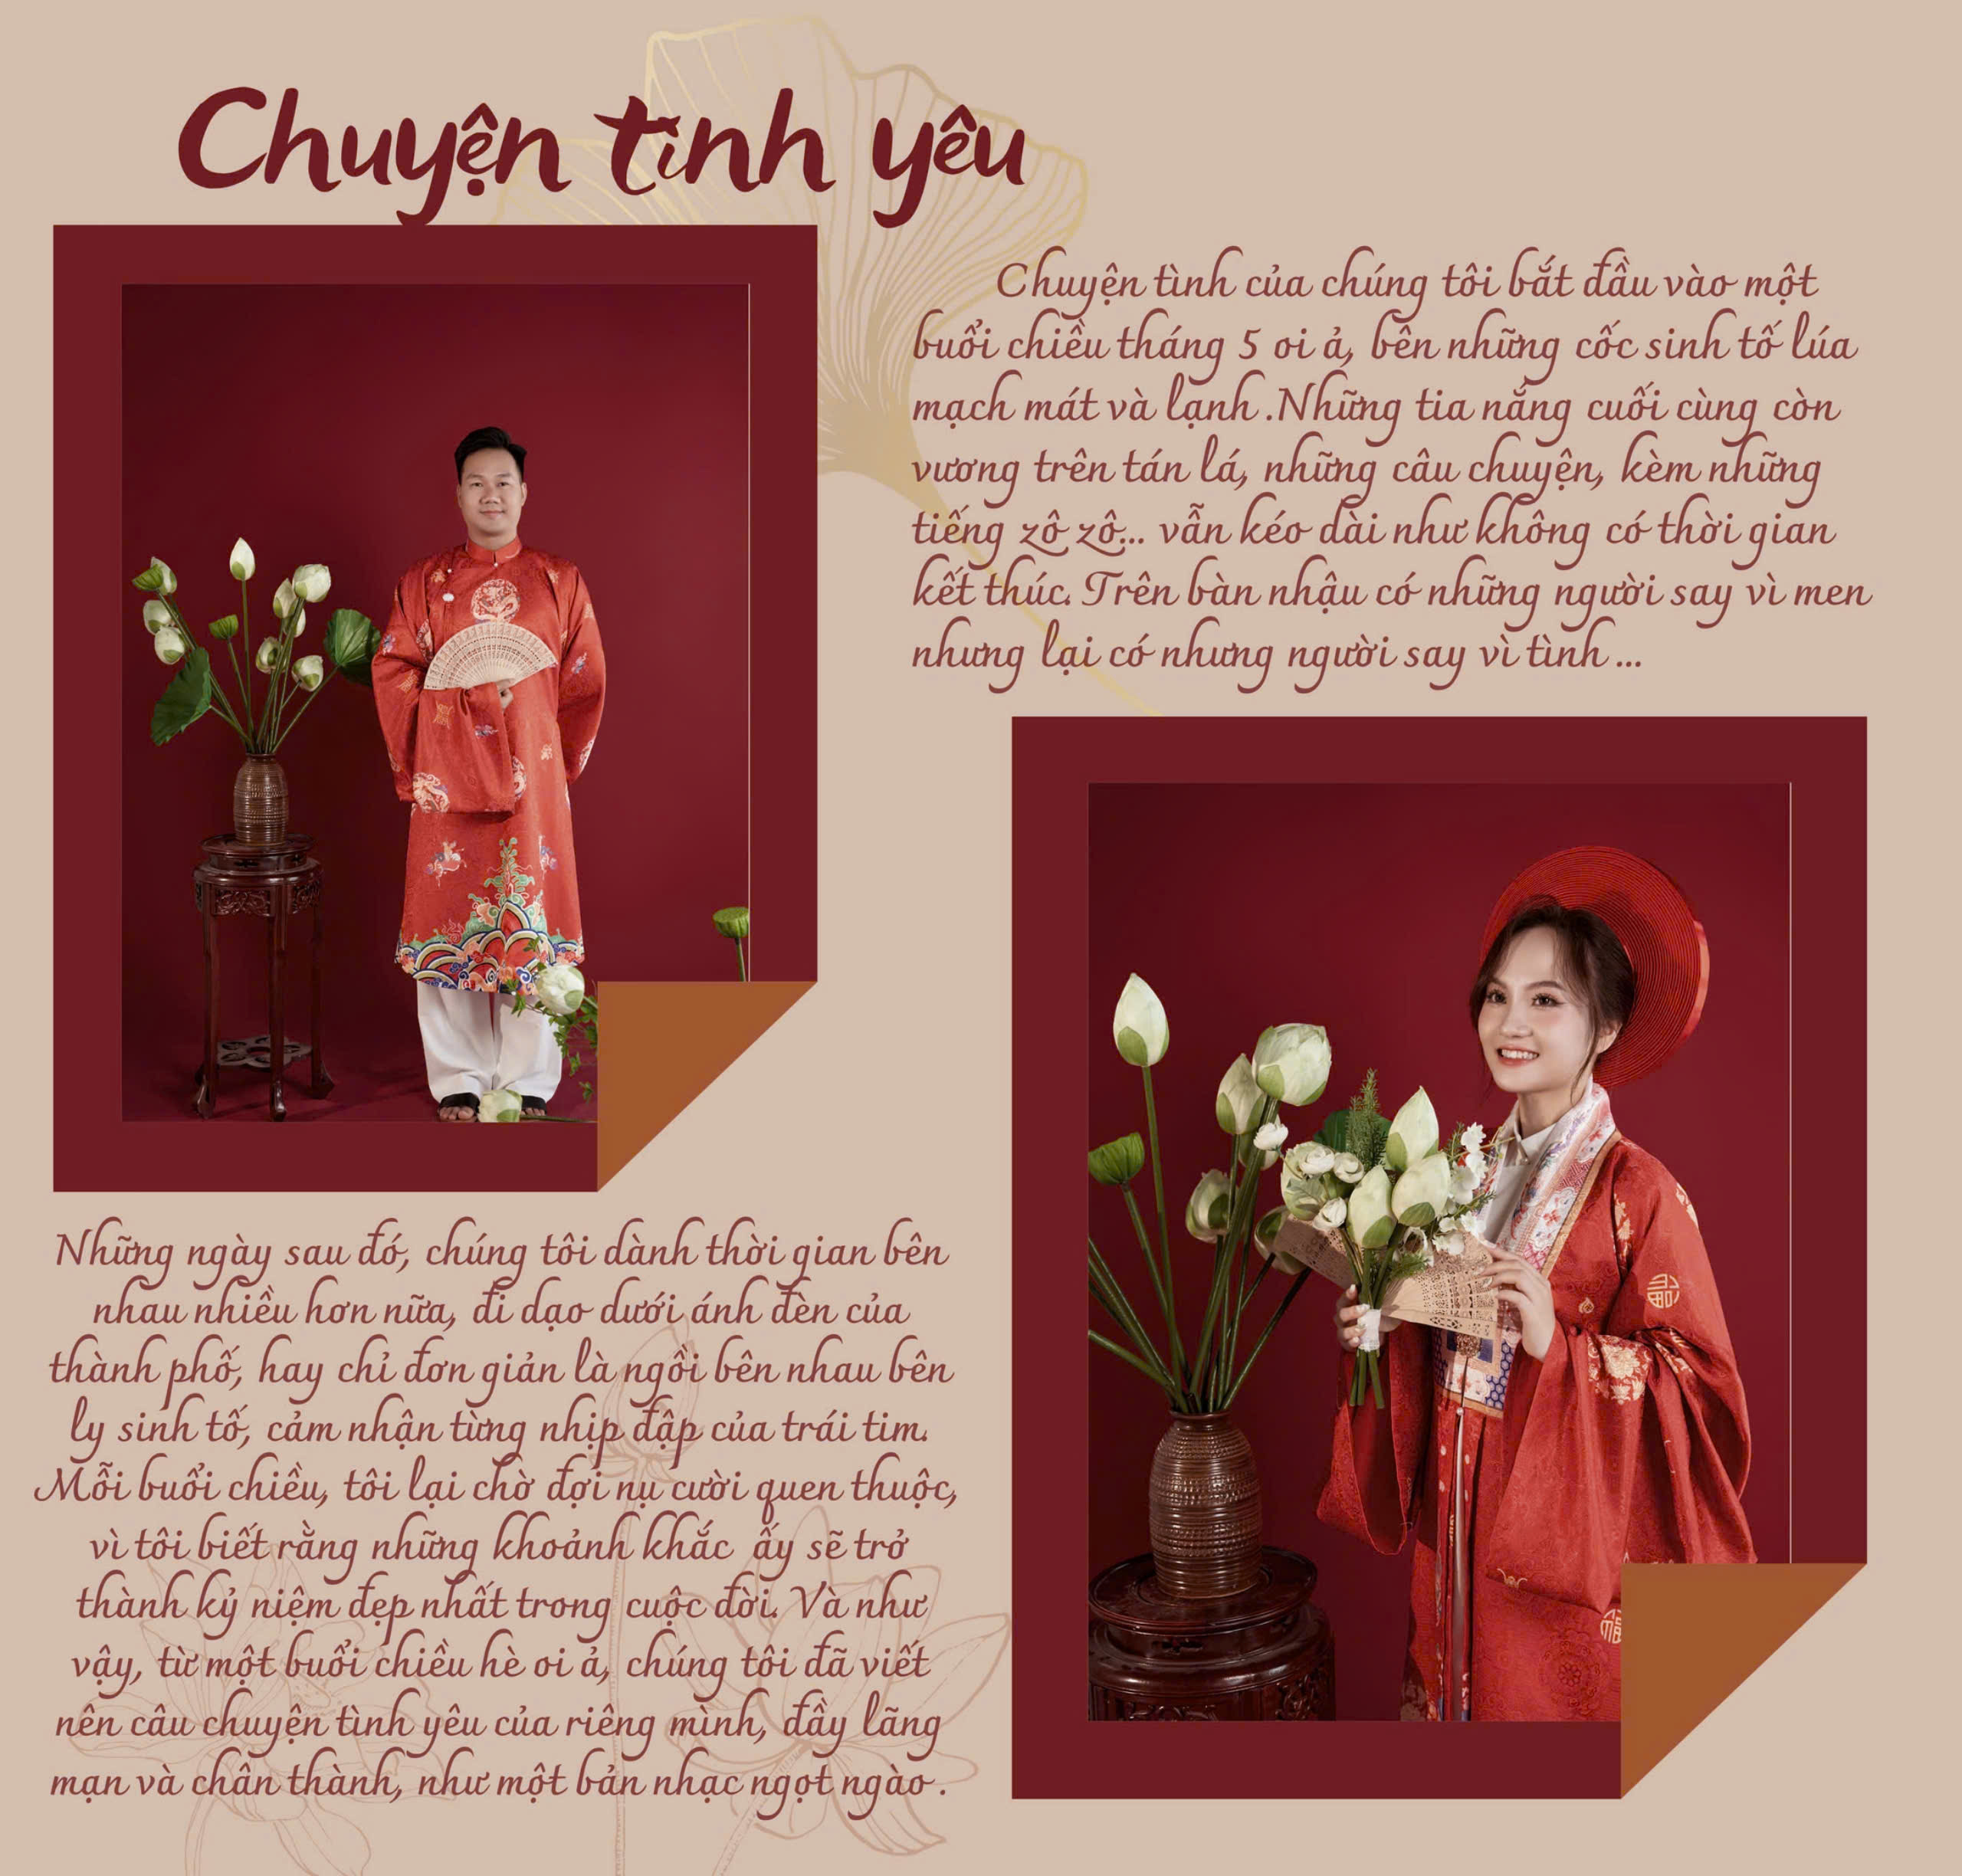 Chuyện tình yêu
Chuyện tình của chúng tôi bắt đầu vào một
buổi chiều tháng 5 oi ả, bên những cốc sinh tố lúa
mạch mát và lạnh .Những tia nắng cuối cùng còn
vương trên tán lá, những câu chuyện, kèm những
tiếng zô zô... vẫn kéo dài như không có thời gian
kết thúc. Trên bàn nhậu có những người say vì men
nhưng lại có nhưng người say vì tình ...
Những ngày sau đó, chúng tôi dành thời gian bên
nhau nhiều hơn nữa, đi dạo dưới ánh đèn của
thành phố, hay chỉ đơn giản là ngồi bên nhau bên
ly sinh tố, cảm nhận từng nhịp đập của trái tim.
Mỗi buổi chiều, tôi lại chờ đợi nụ cười quen thuộc,
vì tôi biết rằng những khoảnh khắc ấy sẽ trở
thành kỷ niệm đẹp nhất trong cuộc đời. Và như
vậy, từ một buổi chiều hè oi ả, chúng tôi đã viết
nên câu chuyện tình yêu của riêng mình, đầy lãng
mạn và chân thành, như một bản nhạc ngọt ngào .